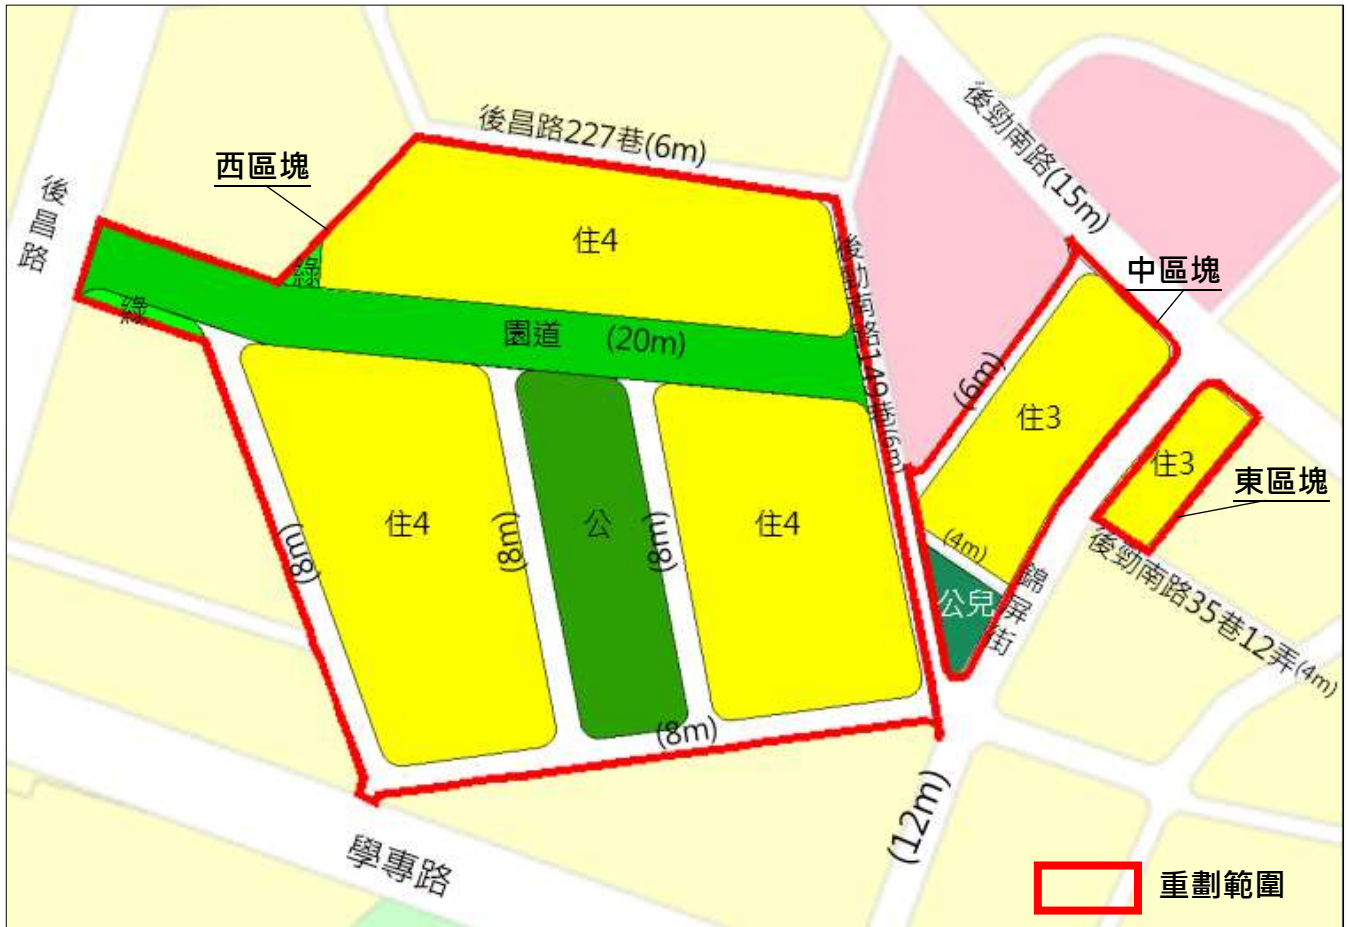 後昌路227巷(6m)
後勁南路(15m)
西區塊
後昌路
住4
綠
綠
園道 (20m)
後勁南路149巷(6m)
中區塊
(6m)
住3
住3
東區塊
(8m)
住4
(8m)
公
(8m)
住4
(4m)
公兒
錦屏街
後勁南路35巷12弄(4m)
(8m)
(12m)
學專路
重劃範圍